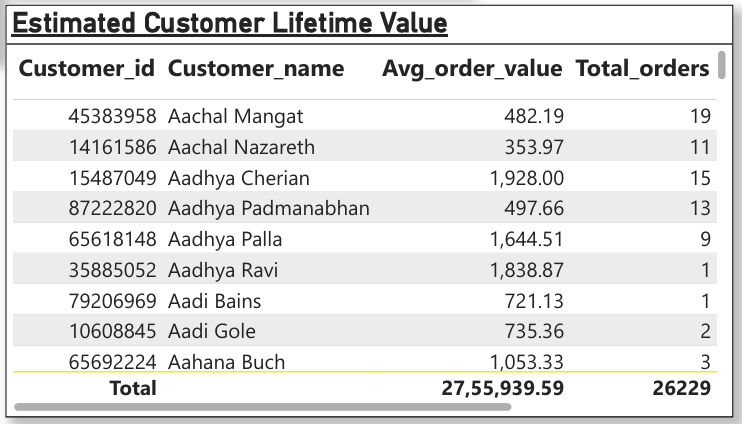 Estimated Customer Lifetime Value
Customer_id Customer_name Avg_order_value Total_orders
45383958 Aachal Mangat 482.19 19
14161586 Aachal Nazareth 353.97 11
15487049 Aadhya Cherian 1,928.00 15
87222820 Aadhya Padmanabhan 497.66 13
65618148 Aadhya Palla 1,644.51 9
35885052 Aadhya Ravi 1,838.87 1
79206969 Aadi Bains 721.13 1
10608845 Aadi Gole 735.36 2
65692224 Aahana Buch 1,053.33 3
Total 27,55,939.59 26229